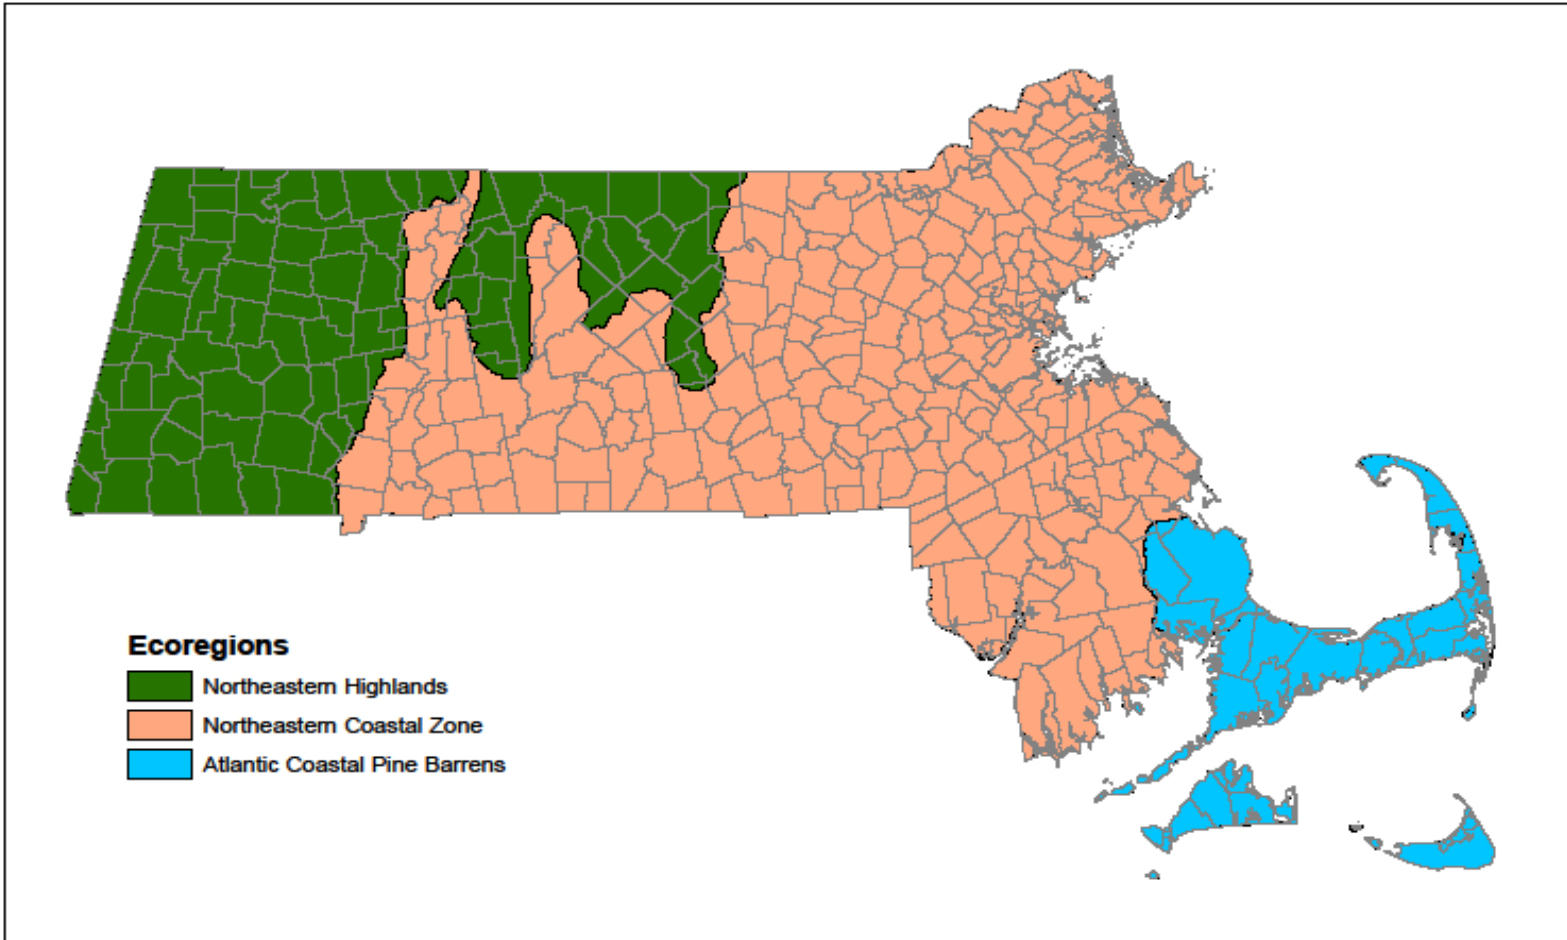 Ecoregions
Northeastern Highlands
Northeastern Coastal Zone
Atlantic Coastal Pine Barrens